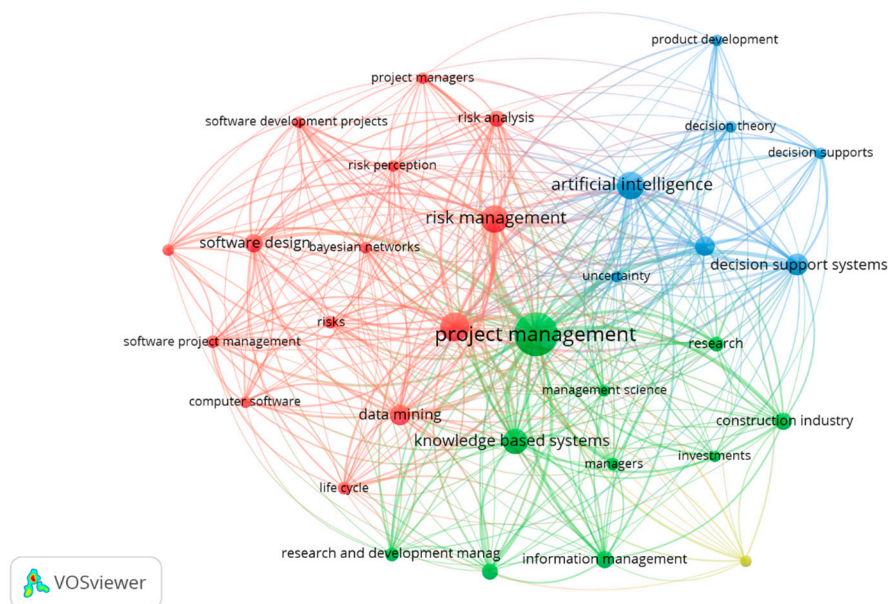 product development
project managers
risk analysis
software development projects
decision theory
decision supports
risk perception
artificial intelligence
risk management
software design
bayesian networks
decision support systems
uncertainty
risks
project management
software project management
research
management science
computer software
data mining
construction industry
knowledge based systems
investments
managers
life cycle
research and development manag
information management
VOSviewer